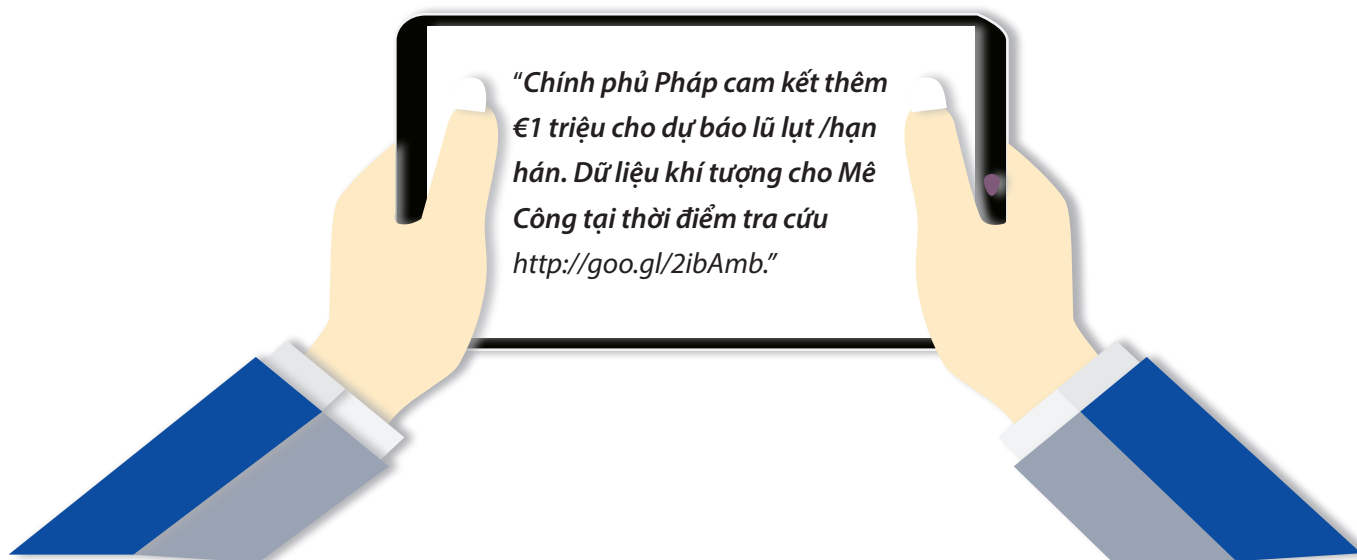 “Chính phủ Pháp cam kết thêm
€1 triệu cho dự báo lũ lụt /hạn
hán. Dữ liệu khí tượng cho Mê
Công tại thời điểm tra cứu
http://goo.gl/2ibAmb.”